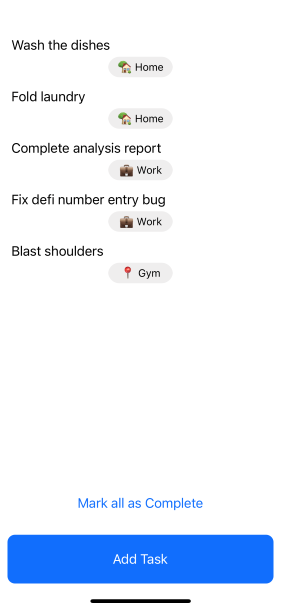 Wash the dishes
🏡 Home
Fold laundry
🏡 Home
Complete analysis report
💼 Work
Fix defi number entry bug
💼 Work
Blast shoulders
📍 Gym
Mark all as Complete
Add Task